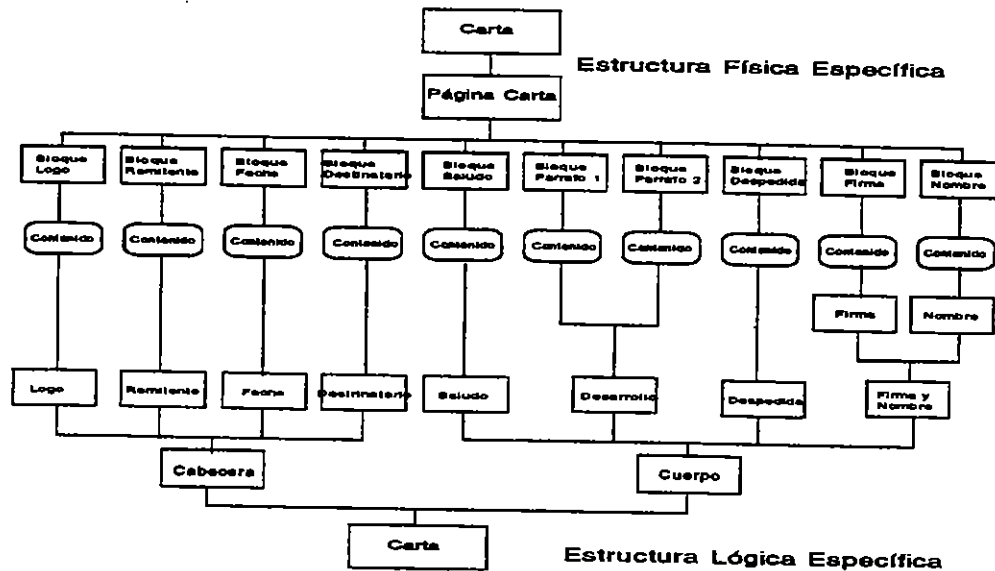 Carta
Estructura Física Específica
Página Carta
Bloque
Logo
Bloque
Remitente
Bloque
Fecha
Bloque
Destinatario
Bloque
Saludo
Bloque
Párrafo 1
Bloque
Párrafo 2
Bloque
Despedida
Bloque
Firma
Bloque
Nombre
Contenido
Contenido
Contenido
Contenido
Contenido
Contenido
Contenido
Contenido
Contenido
Contenido
Firma
Nombre
Logo
Remitente
Fecha
Destinatario
Saludo
Desarrollo
Despedida
Firma y
Nombre
Cabecera
Cuerpo
Carta
Estructura Lógica Específica